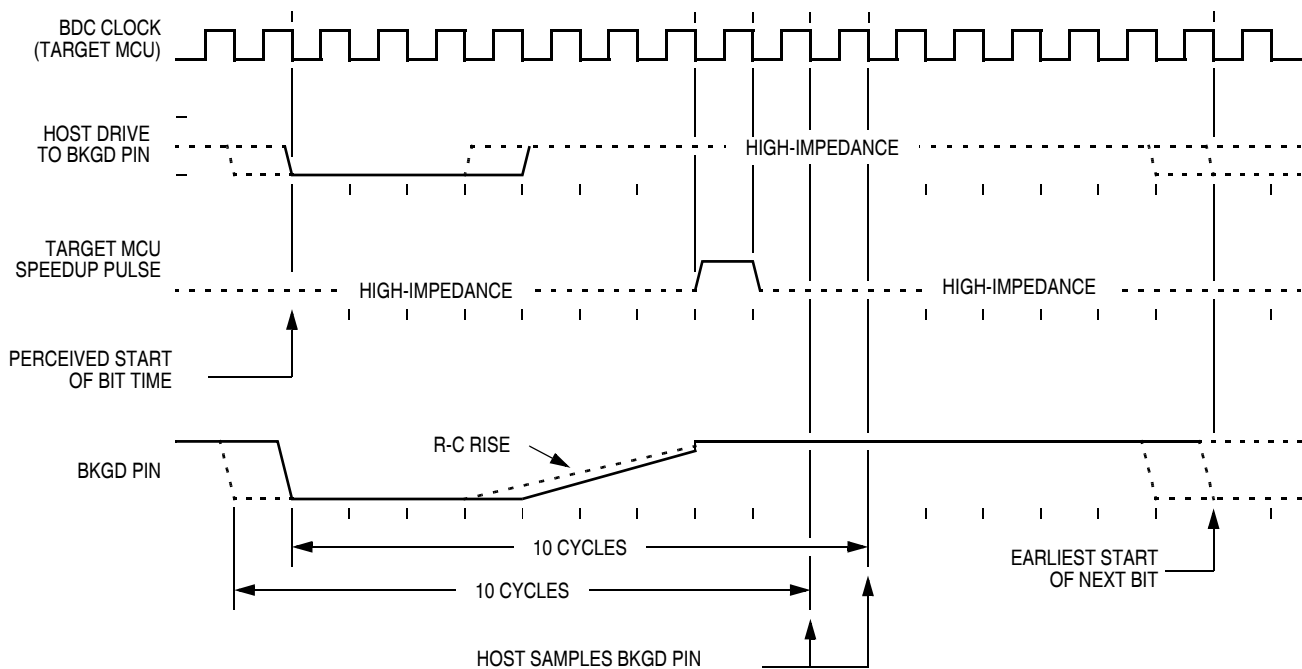 BDC CLOCK
(TARGET MCU)
HOST DRIVE
TO BKGD PIN
HIGH-IMPEDANCE
TARGET MCU
SPEEDUP PULSE
HIGH-IMPEDANCE
HIGH-IMPEDANCE
PERCEIVED START
OF BIT TIME
R-C RISE
BKGD PIN
10 CYCLES
EARLIEST START
OF NEXT BIT
10 CYCLES
HOST SAMPLES BKGD PIN